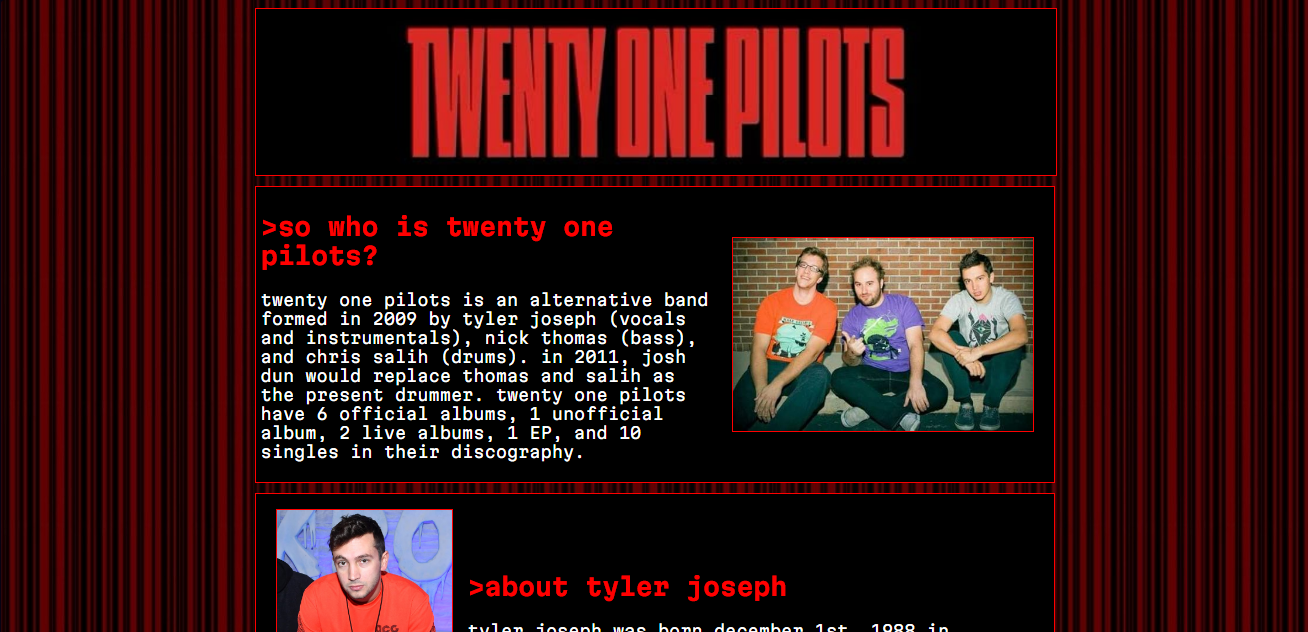 TWENTY ONE PILOTS
>so who is twenty one
pilots?
twenty one pilots is an alternative band
formed in 2009 by tyler joseph (vocals
and instrumentals), nick thomas (bass),
and chris salih (drums). in 2011, josh
dun would replace thomas and salih as
the present drummer. twenty one pilots
have 6 official albums, 1 unofficial
album, 2 live albums, 1 EP, and 10
singles in their discography.
>about tyler joseph
tyler joseph was born december 1st, 1988 in